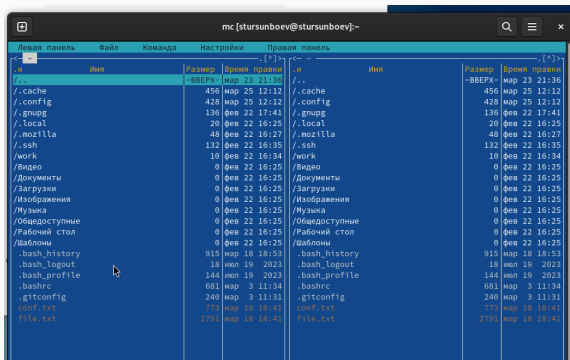 mc [stursunboev@stursunboev]:~
Левая панель Файл Команда Настройки Правая панель
<- ~ .[^]> <- ~ .[^]>
.и Имя Размер Время правки .и Имя Размер Время правки
/.. -ВВЕРХ- мар 23 21:36 /.. -ВВЕРХ- мар 23 21:36
/.cache 456 мар 25 12:12 /.cache 456 мар 25 12:12
/.config 428 мар 25 12:12 /.config 428 мар 25 12:12
/.gnupg 136 фев 22 17:41 /.gnupg 136 фев 22 17:41
/.local 20 фев 22 16:25 /.local 20 фев 22 16:25
/.mozilla 48 фев 22 16:27 /.mozilla 48 фев 22 16:27
/.ssh 132 фев 22 16:35 /.ssh 132 фев 22 16:35
/work 10 фев 22 16:34 /work 10 фев 22 16:34
/Видео 0 фев 22 16:25 /Видео 0 фев 22 16:25
/Документы 0 фев 22 16:25 /Документы 0 фев 22 16:25
/Загрузки 0 фев 22 16:25 /Загрузки 0 фев 22 16:25
/Изображения 0 фев 22 16:25 /Изображения 0 фев 22 16:25
/Музыка 0 фев 22 16:25 /Музыка 0 фев 22 16:25
/Общедоступные 0 фев 22 16:25 /Общедоступные 0 фев 22 16:25
/Рабочий стол 0 фев 22 16:25 /Рабочий стол 0 фев 22 16:25
/Шаблоны 0 фев 22 16:25 /Шаблоны 0 фев 22 16:25
.bash_history 915 мар 18 18:53 .bash_history 915 мар 18 18:53
.bash_logout 18 июл 19 2023 .bash_logout 18 июл 19 2023
.bash_profile 144 июл 19 2023 .bash_profile 144 июл 19 2023
.bashrc 681 мар 3 11:34 .bashrc 681 мар 3 11:34
.gitconfig 240 мар 3 11:31 .gitconfig 240 мар 3 11:31
conf.txt 773 мар 18 18:41 conf.txt 773 мар 18 18:41
file.txt 2791 мар 18 18:41 file.txt 2791 мар 18 18:41